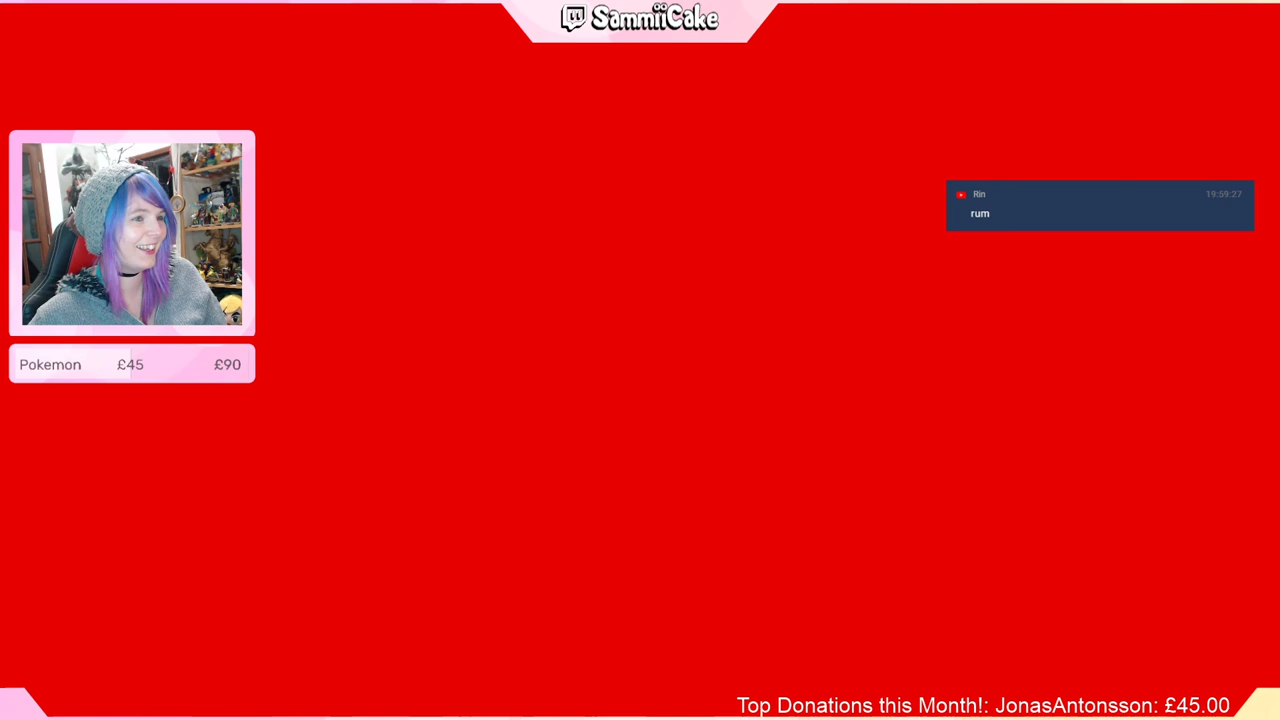 SammiiCake
Rin 19:59:27
rum
Pokemon £45 £90
Top Donations this Month!: JonasAntonsson: £45.00